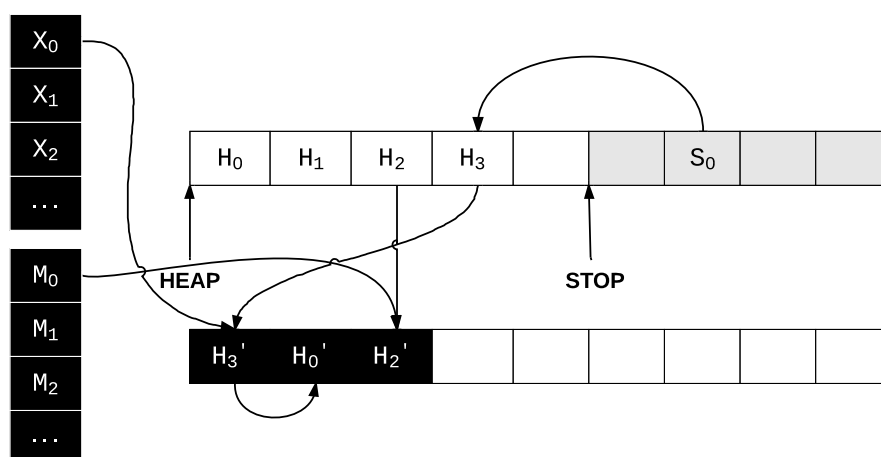 X₀
X₁
X₂
...
M₀
M₁
M₂
...
H₀ H₁ H₂ H₃ S₀
HEAP STOP
H₃' H₀' H₂'